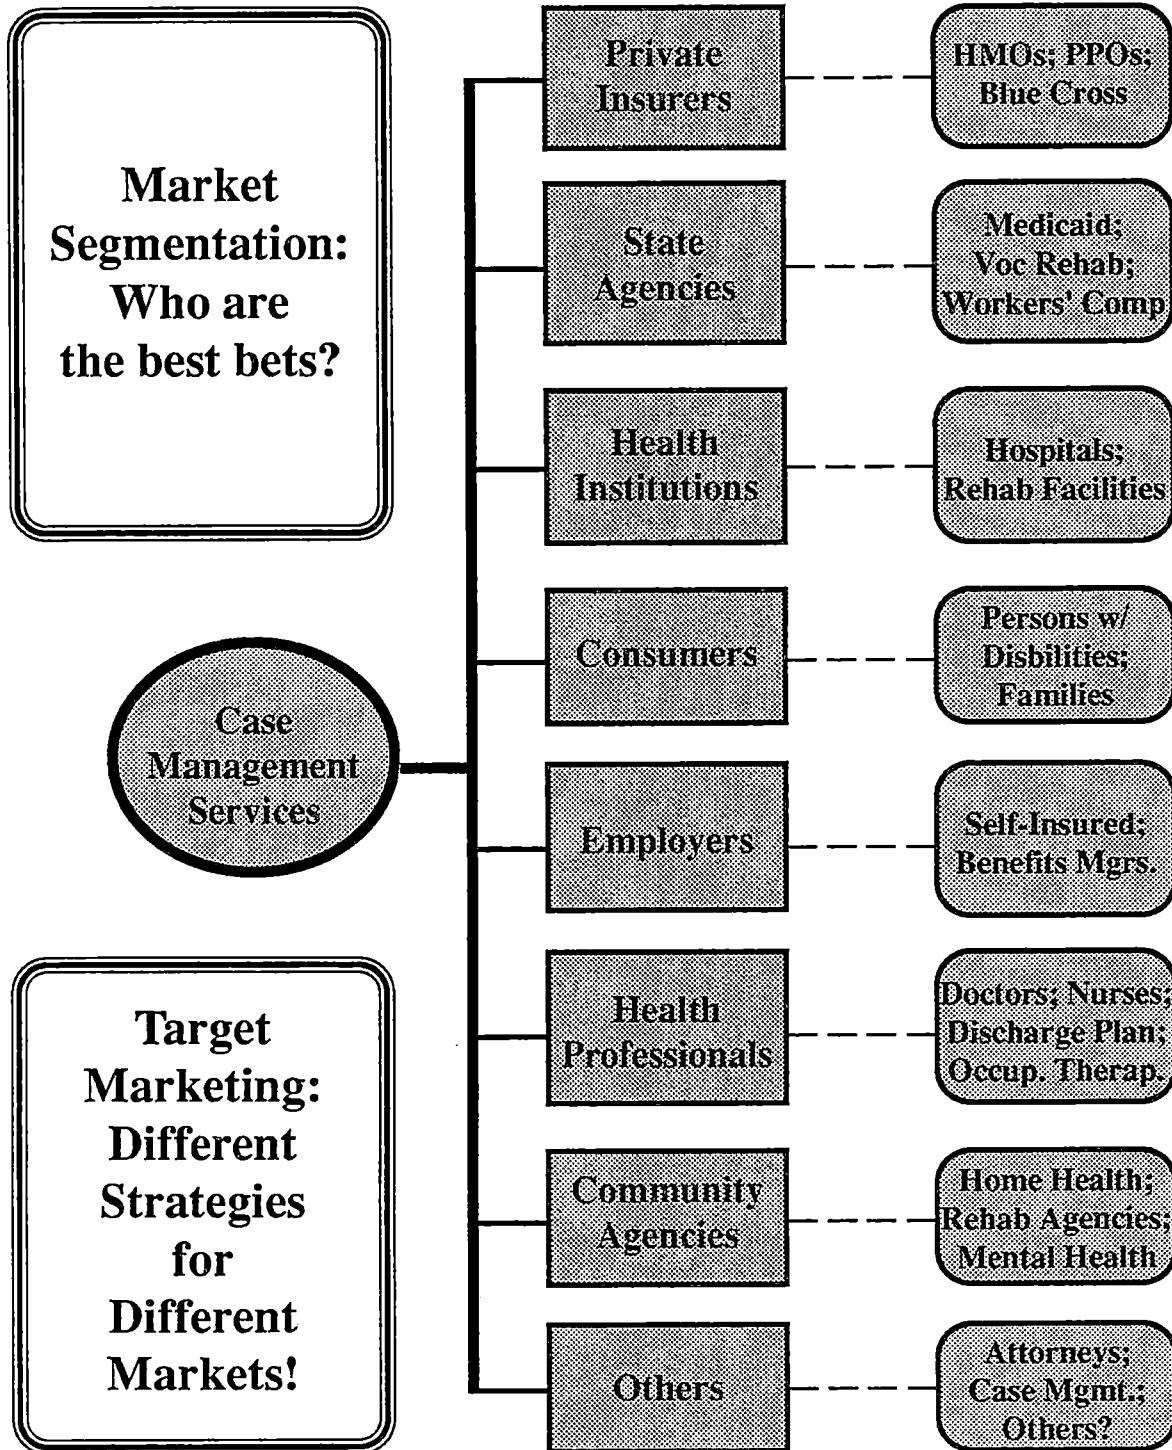 Market
Segmentation:
Who are
the best bets?
Case
Management
Services
Target
Marketing:
Different
Strategies
for
Different
Markets!
Private
Insurers
HMOs; PPOs;
Blue Cross
State
Agencies
Medicaid;
Voc Rehab;
Workers' Comp
Health
Institutions
Hospitals;
Rehab Facilities
Consumers
Persons w/
Disbilities;
Families
Employers
Self-Insured;
Benefits Mgrs.
Health
Professionals
Doctors; Nurses;
Discharge Plan;
Occup. Therap.
Community
Agencies
Home Health;
Rehab Agencies;
Mental Health
Others
Attorneys;
Case Mgmt.;
Others?